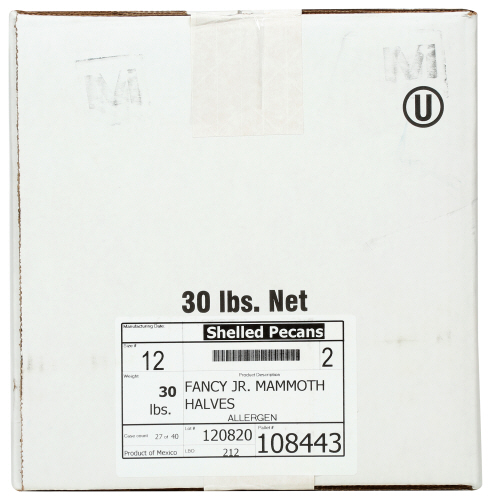 U
30 lbs. Net
Manufacturing Date
Shelled Pecans
Size #
12
2
Weight
30
lbs.
Product Description
FANCY JR. MAMMOTH
HALVES
ALLERGEN
Case count 27 of 40
Lot #
120820
Pallet #
108443
Product of Mexico
212